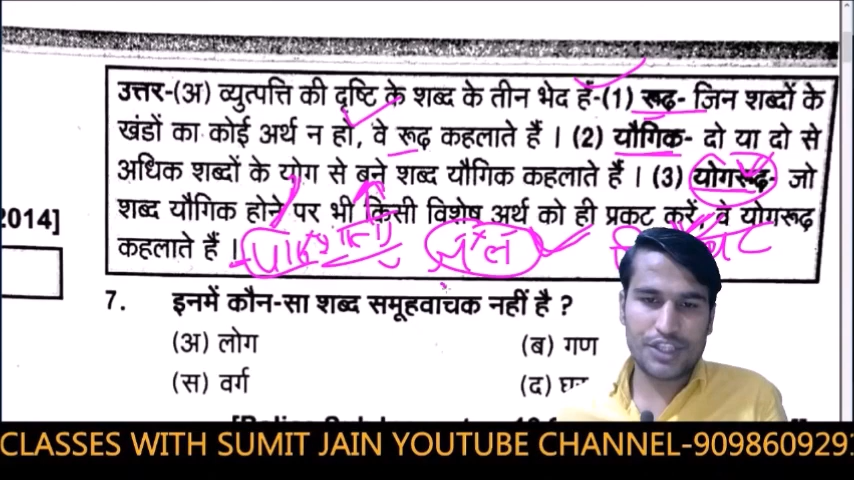 उत्तर-(अ) व्युत्पत्ति की दृष्टि के शब्द के तीन भेद हैं-(1) रूढ़- जिन शब्दों के
खंडों का कोई अर्थ न हो, वे रूढ़ कहलाते हैं । (2) यौगिक- दो या दो से
अधिक शब्दों के योग से बने शब्द यौगिक कहलाते हैं । (3) योगरूढ़- जो
शब्द यौगिक होने पर भी किसी विशेष अर्थ को ही प्रकट करें, वे योगरूढ़
कहलाते हैं ।
2014]
7. इनमें कौन-सा शब्द समूहवाचक नहीं है ?
(अ) लोग (ब) गण
(स) वर्ग (द)
CLASSES WITH SUMIT JAIN YOUTUBE CHANNEL-909860929